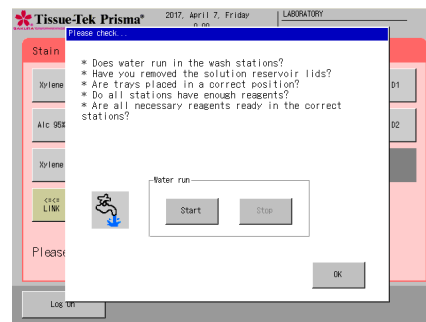 Tissue-Tek Prisma®
2017, April 7, Friday
LABORATORY
SAKURA
Please check...
Stain
* Does water run in the wash stations?
* Have you removed the solution reservoir lids?
* Are trays placed in a correct position?
* Do all stations have enough reagents?
* Are all necessary reagents ready in the correct
stations?
Xylene
D1
Alc 95%
D2
Xylene
LINK
Water run
Start
Stop
Please
OK
Log On